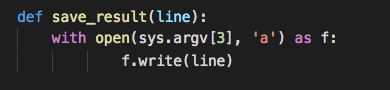 def save_result(line):
    with open(sys.argv[3], 'a') as f:
            f.write(line)